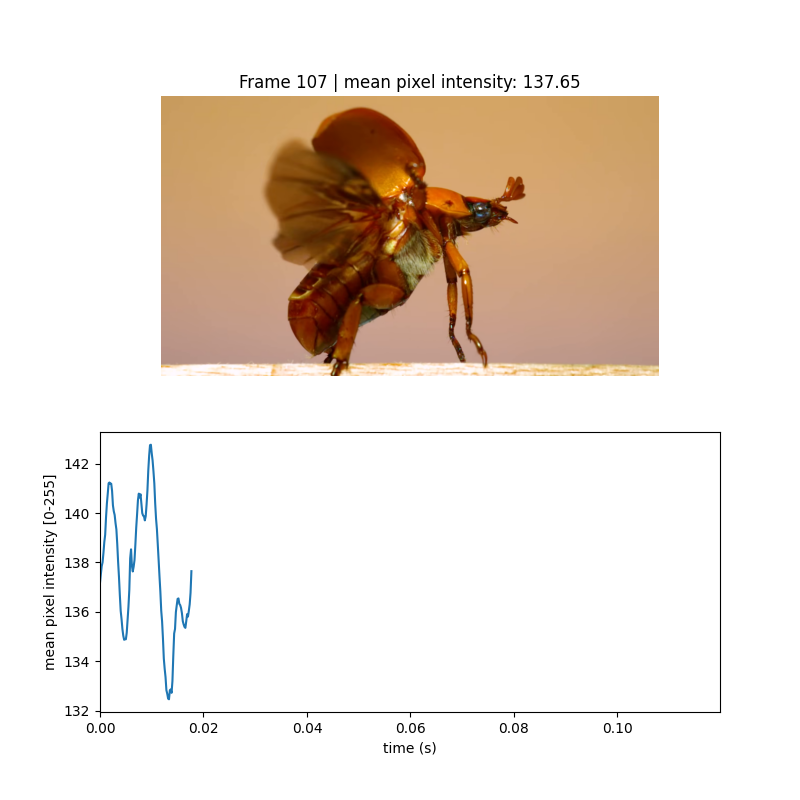 Frame 107 | mean pixel intensity: 137.65
mean pixel intensity [0-255]
142
140
138
136
134
132
0.00 0.02 0.04 0.06 0.08 0.10
time (s)